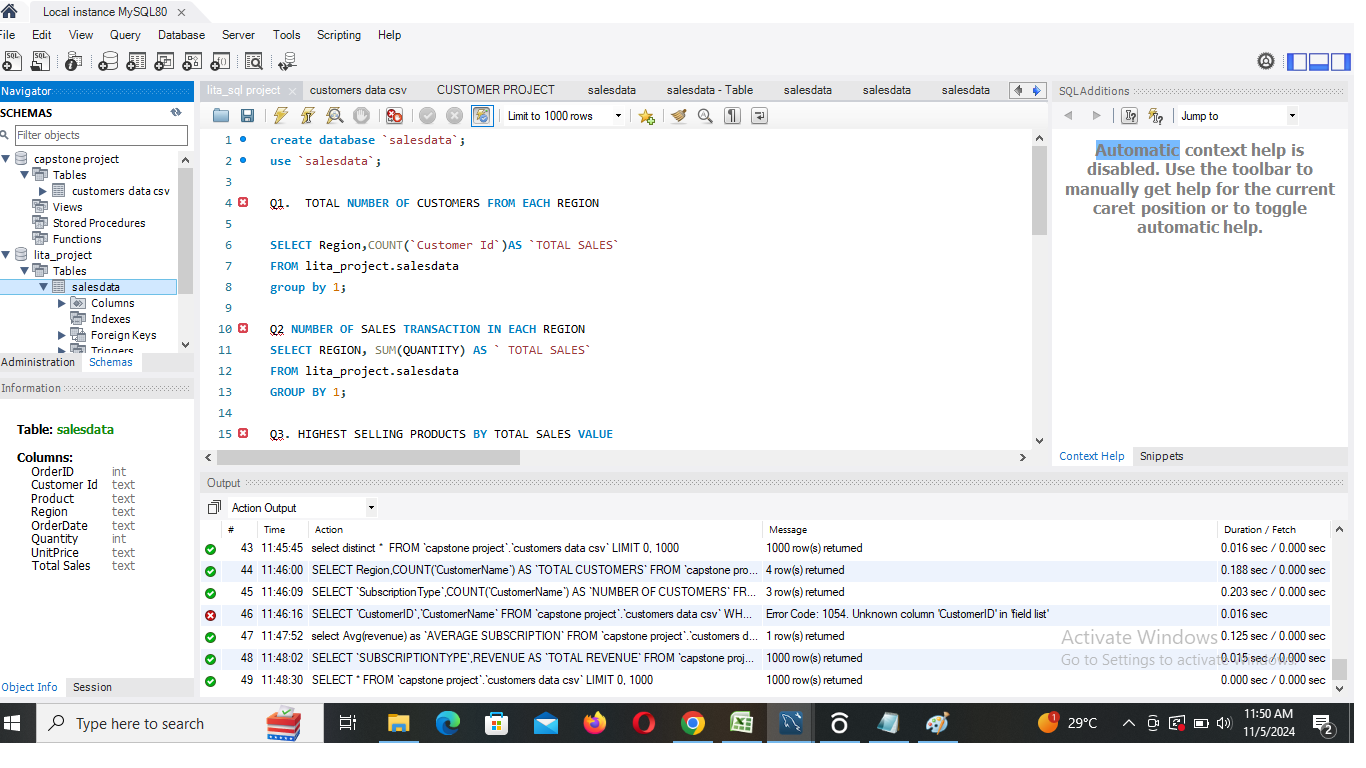 Local instance MySQL80 ×
File Edit View Query Database Server Tools Scripting Help
Navigator
SCHEMAS
Filter objects
capstone project
Tables
customers data csv
Views
Stored Procedures
Functions
lita_project
Tables
salesdata
Columns
Indexes
Foreign Keys
Triggers
Administration Schemas
Information
Table: salesdata
Columns:
OrderID int
Customer Id text
Product text
Region text
OrderDate text
Quantity int
UnitPrice text
Total Sales text
Object Info Session
lita_sql project × customers data csv CUSTOMER PROJECT salesdata salesdata - Table salesdata salesdata salesdata
Limit to 1000 rows
1 create database `salesdata`;
2 use `salesdata`;
3
4 Q1. TOTAL NUMBER OF CUSTOMERS FROM EACH REGION
5
6 SELECT Region,COUNT(`Customer Id`)AS `TOTAL SALES`
7 FROM lita_project.salesdata
8 group by 1;
9
10 Q2 NUMBER OF SALES TRANSACTION IN EACH REGION
11 SELECT REGION, SUM(QUANTITY) AS ` TOTAL SALES`
12 FROM lita_project.salesdata
13 GROUP BY 1;
14
15 Q3. HIGHEST SELLING PRODUCTS BY TOTAL SALES VALUE
SQLAdditions
Jump to
Automatic context help is
disabled. Use the toolbar to
manually get help for the current
caret position or to toggle
automatic help.
Context Help Snippets
Output
Action Output
# Time Action Message Duration / Fetch
43 11:45:45 select distinct * FROM `capstone project`.`customers data csv` LIMIT 0, 1000 1000 row(s) returned 0.016 sec / 0.000 sec
44 11:46:00 SELECT Region,COUNT(`CustomerName`) AS `TOTAL CUSTOMERS` FROM `capstone pro... 4 row(s) returned 0.188 sec / 0.000 sec
45 11:46:09 SELECT `SubscriptionType`,COUNT(`CustomerName`) AS `NUMBER OF CUSTOMERS` FR... 3 row(s) returned 0.203 sec / 0.000 sec
46 11:46:16 SELECT `CustomerID`,`CustomerName` FROM `capstone project`.`customers data csv` WH... Error Code: 1054. Unknown column 'CustomerID' in 'field list' 0.016 sec
47 11:47:52 select Avg(revenue) as `AVERAGE SUBSCRIPTION` FROM `capstone project`.`customers d... 1 row(s) returned 0.125 sec / 0.000 sec
48 11:48:02 SELECT `SUBSCRIPTIONTYPE`,REVENUE AS `TOTAL REVENUE` FROM `capstone proj... 1000 row(s) returned 0.015 sec / 0.000 sec
49 11:48:30 SELECT * FROM `capstone project`.`customers data csv` LIMIT 0, 1000 1000 row(s) returned 0.000 sec / 0.000 sec
Activate Windows
Go to Settings to activate Windows.
Type here to search
29°C
11:50 AM
11/5/2024
2